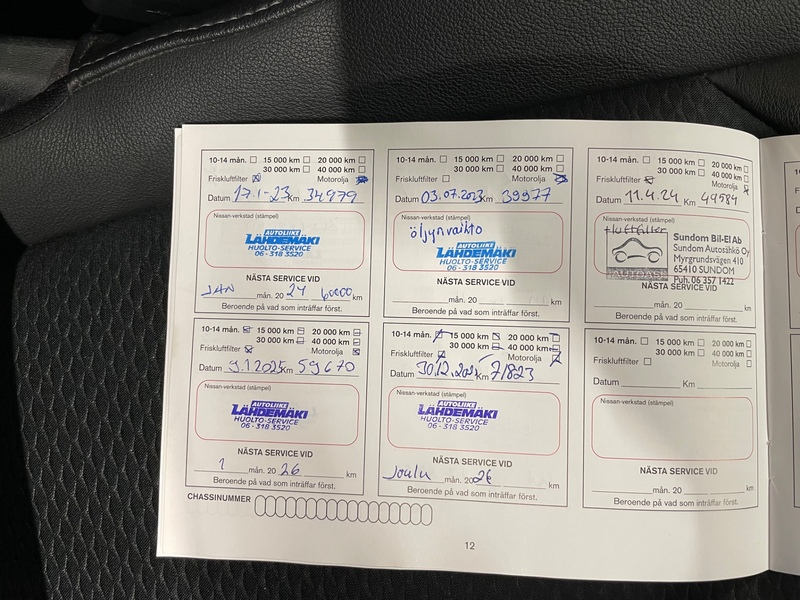 10-14 mån. 15 000 km 20 000 km
30 000 km 40 000 km
Friskluftfilter Motorolja
Datum 17.1-23 Km 34979
Nissan-verkstad (stämpel)
AUTOLIIKE
LÄHDEMÄKI
HUOLTO-SERVICE
06-318 3520
NÄSTA SERVICE VID
JAN mån. 20 24 60000 km
Beroende på vad som inträffar först.
10-14 mån. 15 000 km 20 000 km
30 000 km 40 000 km
Friskluftfilter Motorolja
Datum 03.07.2023 Km 39977
Nissan-verkstad (stämpel)
öljynvaihto
AUTOLIIKE
LÄHDEMÄKI
HUOLTO-SERVICE
06-318 3520
NÄSTA SERVICE VID
mån. 20 km
Beroende på vad som inträffar först.
10-14 mån. 15 000 km 20 000 km
30 000 km 40 000 km
Friskluftfilter Motorolja
Datum 11.4.24 Km 49584
Nissan-verkstad (stämpel)
+luftfilter
AUTOASI
Sundom Bil-El Ab
Sundom Autosähkö Oy
Myrgrundsvägen 410
65410 SUNDOM
Puh. 06 357 1422
NÄSTA SERVICE VID
mån. 20 km
Beroende på vad som inträffar först.
10-14 mån. 15 000 km 20 000 km
30 000 km 40 000 km
Friskluftfilter Motorolja
Datum 9.1 2025 Km 59670
Nissan-verkstad (stämpel)
AUTOLIIKE
LÄHDEMÄKI
HUOLTO-SERVICE
06-318 3520
NÄSTA SERVICE VID
1 mån. 20 26 km
Beroende på vad som inträffar först.
10-14 mån. 15 000 km 20 000 km
30 000 km 40 000 km
Friskluftfilter Motorolja
Datum Km 71823
Nissan-verkstad (stämpel)
AUTOLIIKE
LÄHDEMÄKI
HUOLTO-SERVICE
06-318 3520
NÄSTA SERVICE VID
Joulu mån. 20 26 km
Beroende på vad som inträffar först.
10-14 mån. 15 000 km 20 000 km
30 000 km 40 000 km
Friskluftfilter Motorolja
Datum Km
Nissan-verkstad (stämpel)
NÄSTA SERVICE VID
mån. 20 km
Beroende på vad som inträffar först.
CHASSINUMMER
12